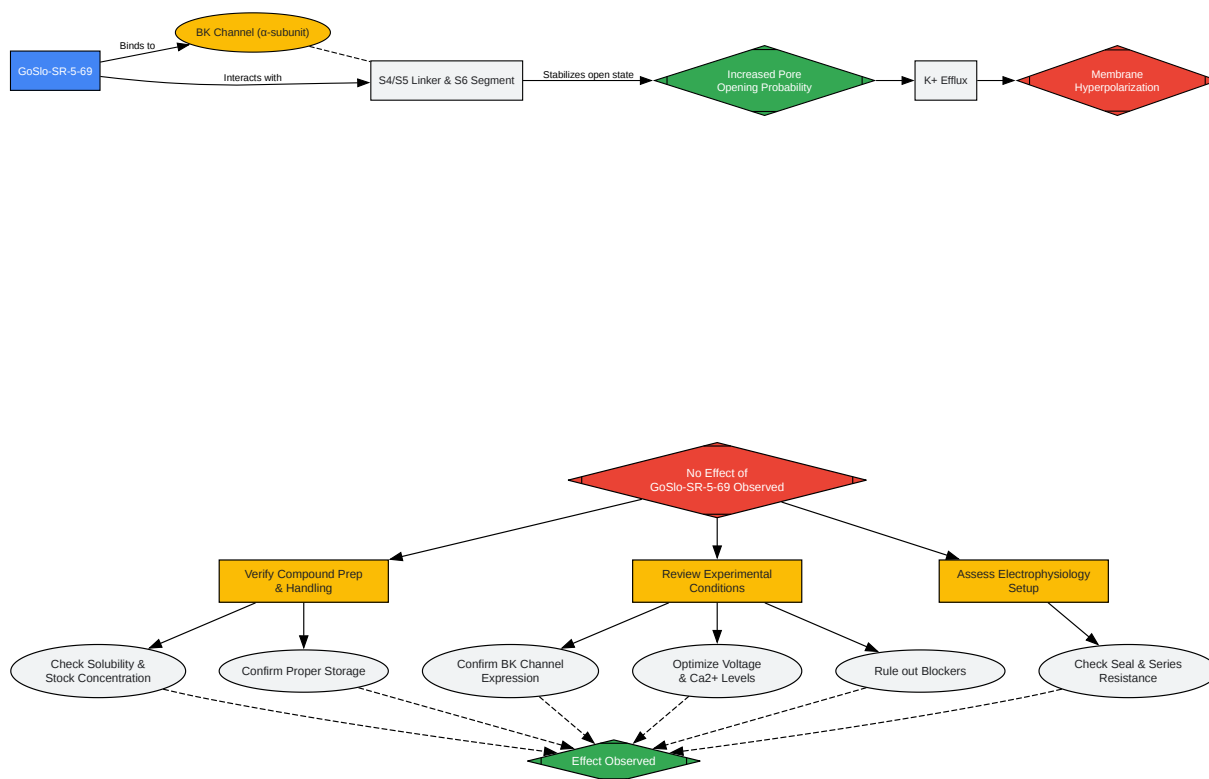 BK Channel (α-subunit)
Binds to
GoSlo-SR-5-69
Interacts with
S4/S5 Linker & S6 Segment
Stabilizes open state
Increased Pore
Opening Probability
K+ Efflux
Membrane
Hyperpolarization
No Effect of
GoSlo-SR-5-69 Observed
Verify Compound Prep
& Handling
Review Experimental
Conditions
Assess Electrophysiology
Setup
Check Solubility &
Stock Concentration
Confirm Proper Storage
Confirm BK Channel
Expression
Optimize Voltage
& Ca2+ Levels
Rule out Blockers
Check Seal & Series
Resistance
Effect Observed